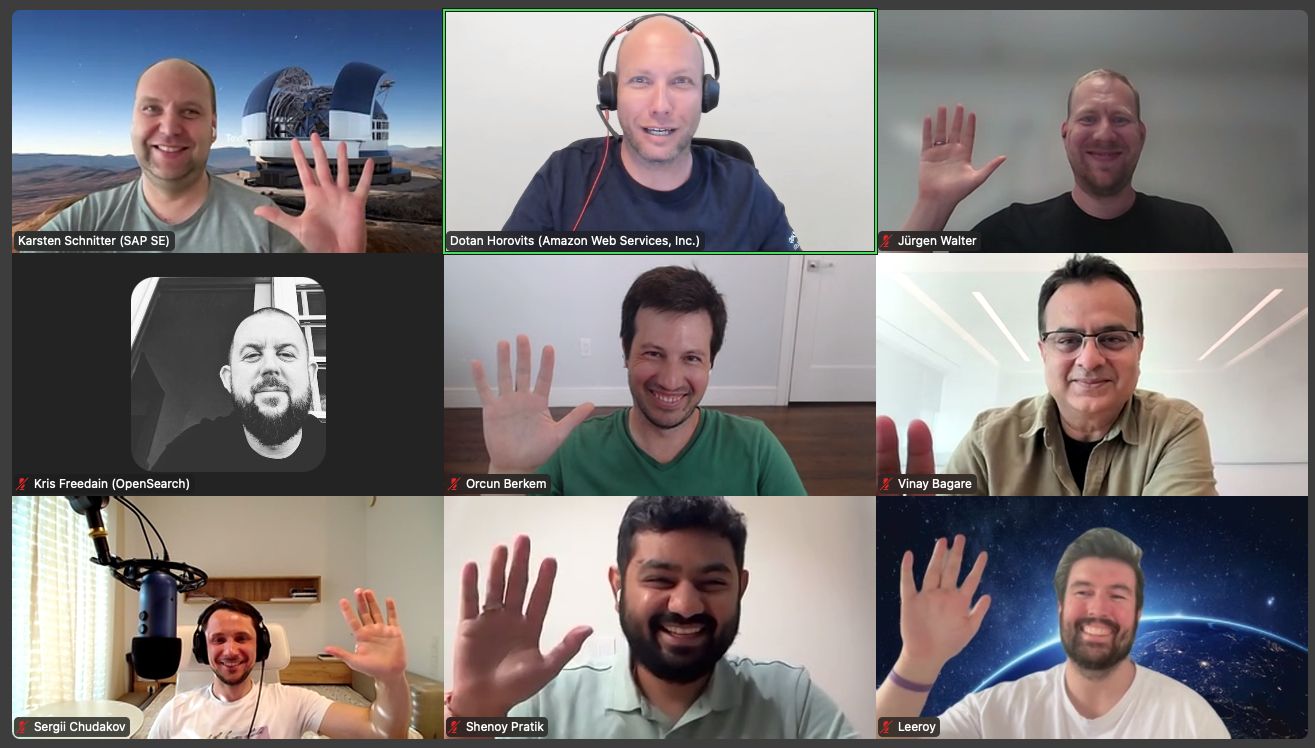 Karsten Schnitter (SAP SE)
Dotan Horovits (Amazon Web Services, Inc.)
Jürgen Walter
Kris Freedain (OpenSearch)
Orcun Berkem
Vinay Bagare
Sergii Chudakov
Shenoy Pratik
Leeroy